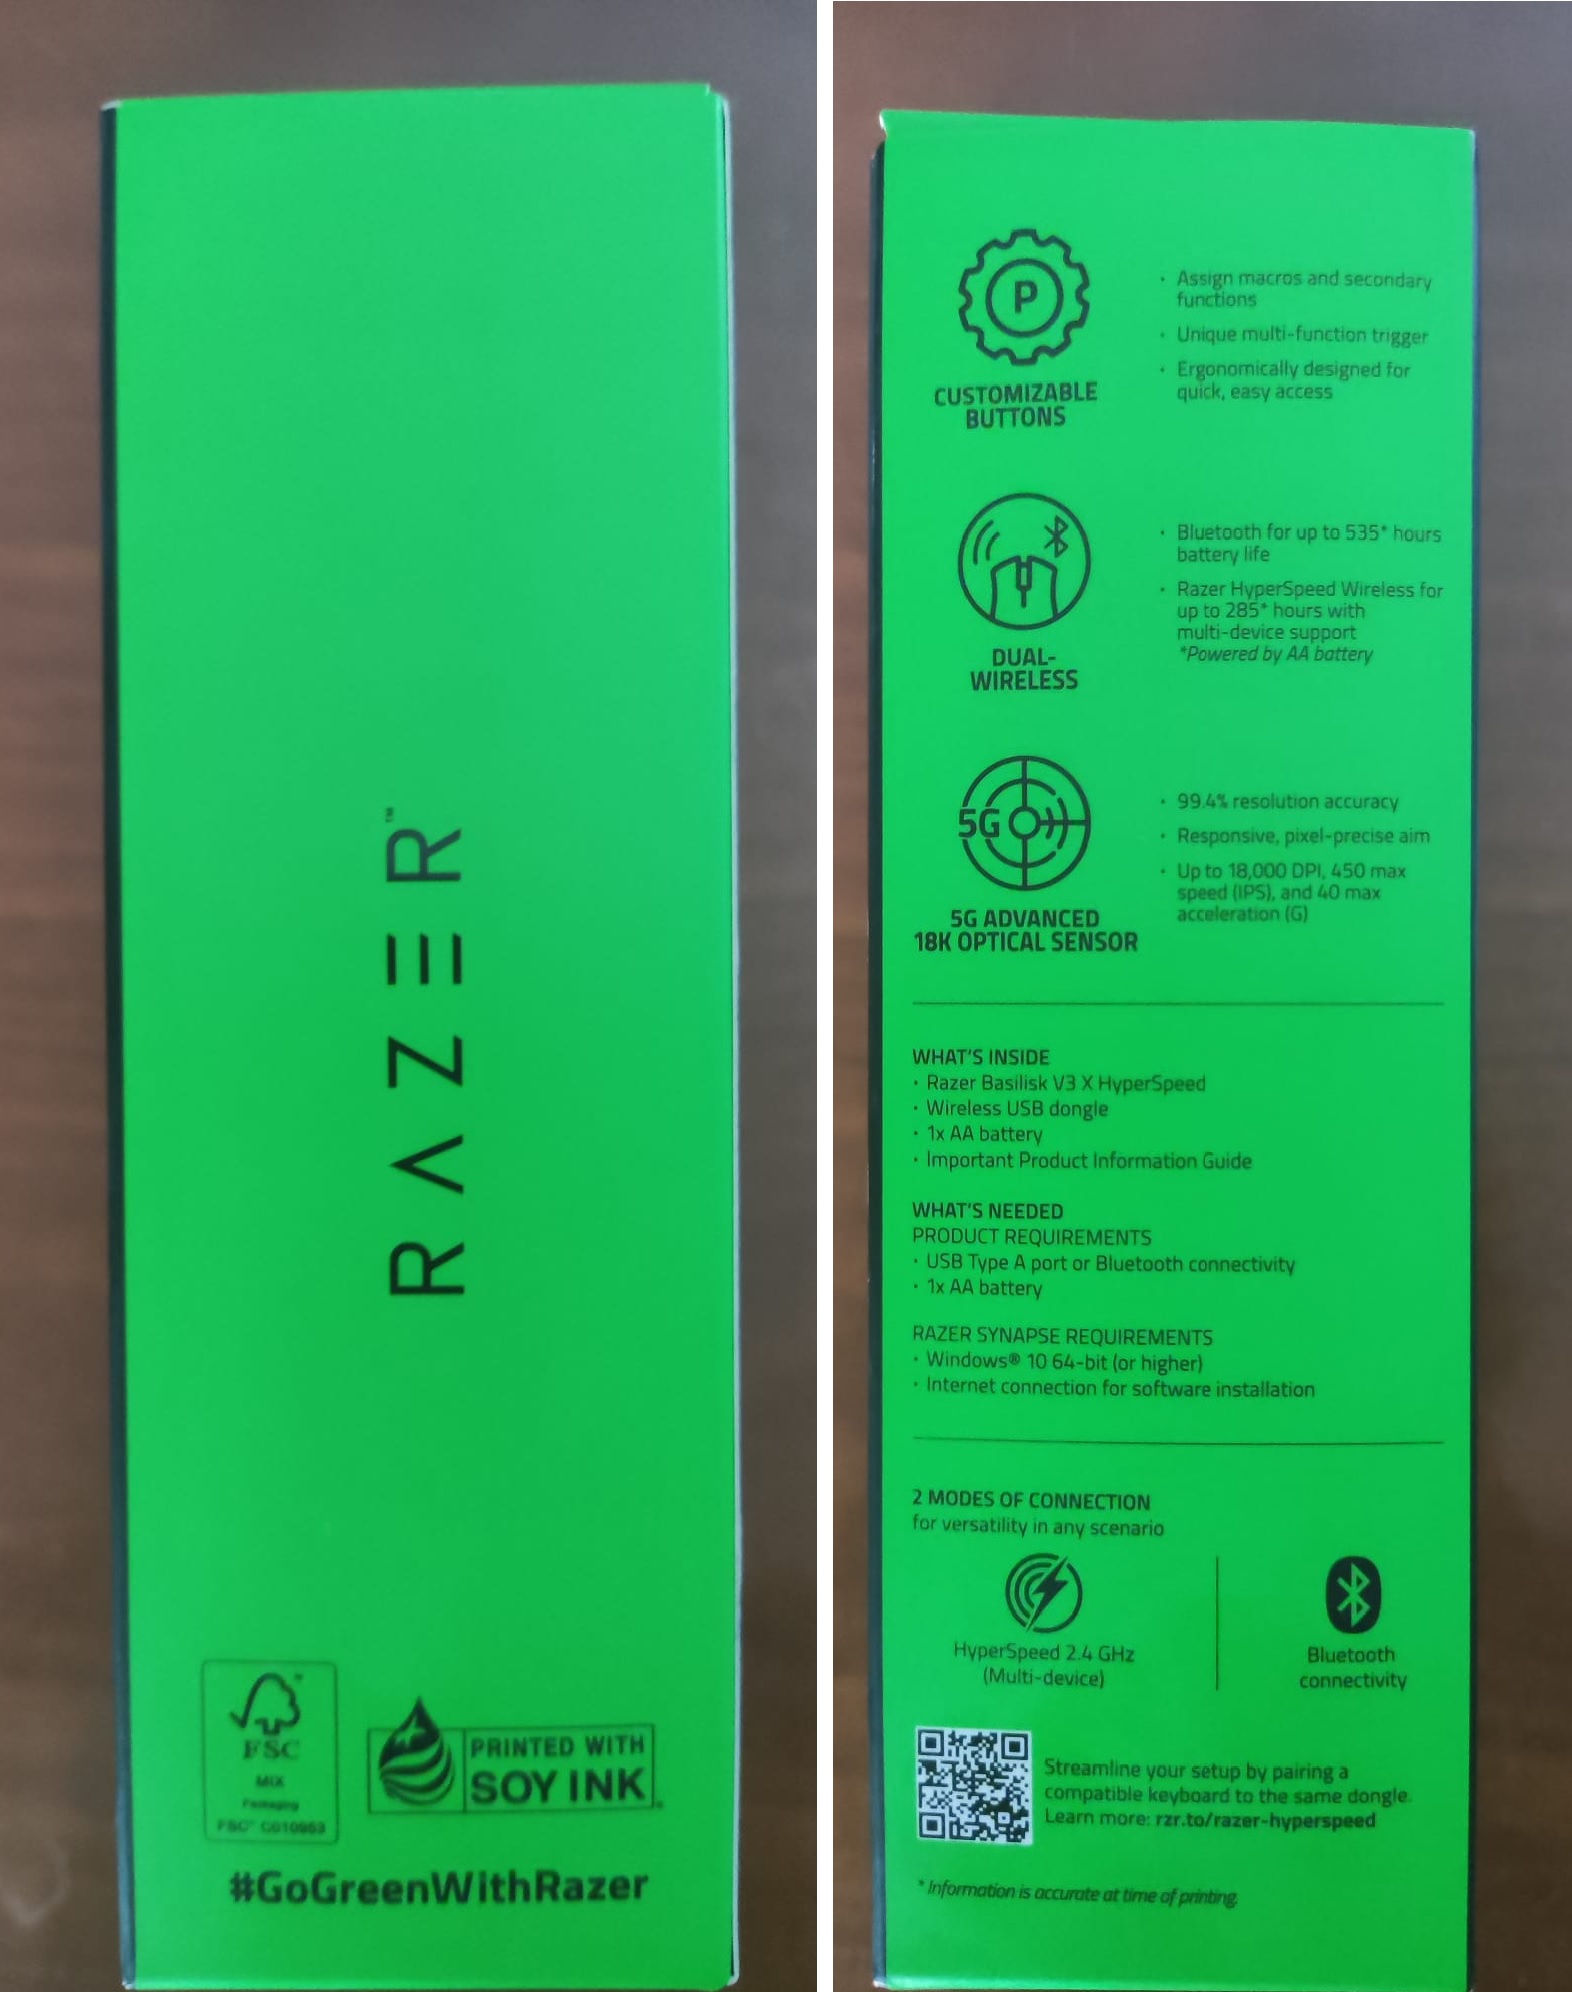 RAZER™
FSC
MIX
Packaging
FSC® C010963
PRINTED WITH
SOY INK
#GoGreenWithRazer
P
CUSTOMIZABLE
BUTTONS
· Assign macros and secondary
functions
· Unique multi-function trigger
· Ergonomically designed for
quick, easy access
DUAL-
WIRELESS
· Bluetooth for up to 535* hours
battery life
· Razer HyperSpeed Wireless for
up to 285* hours with
multi-device support
*Powered by AA battery
5G
5G ADVANCED
18K OPTICAL SENSOR
· 99.4% resolution accuracy
· Responsive, pixel-precise aim
· Up to 18,000 DPI, 450 max
speed (IPS), and 40 max
acceleration (G)
WHAT'S INSIDE
· Razer Basilisk V3 X HyperSpeed
· Wireless USB dongle
· 1x AA battery
· Important Product Information Guide
WHAT'S NEEDED
PRODUCT REQUIREMENTS
· USB Type A port or Bluetooth connectivity
· 1x AA battery
RAZER SYNAPSE REQUIREMENTS
· Windows® 10 64-bit (or higher)
· Internet connection for software installation
2 MODES OF CONNECTION
for versatility in any scenario
HyperSpeed 2.4 GHz
(Multi-device)
Bluetooth
connectivity
Streamline your setup by pairing a
compatible keyboard to the same dongle.
Learn more: rzr.to/razer-hyperspeed
* Information is accurate at time of printing.